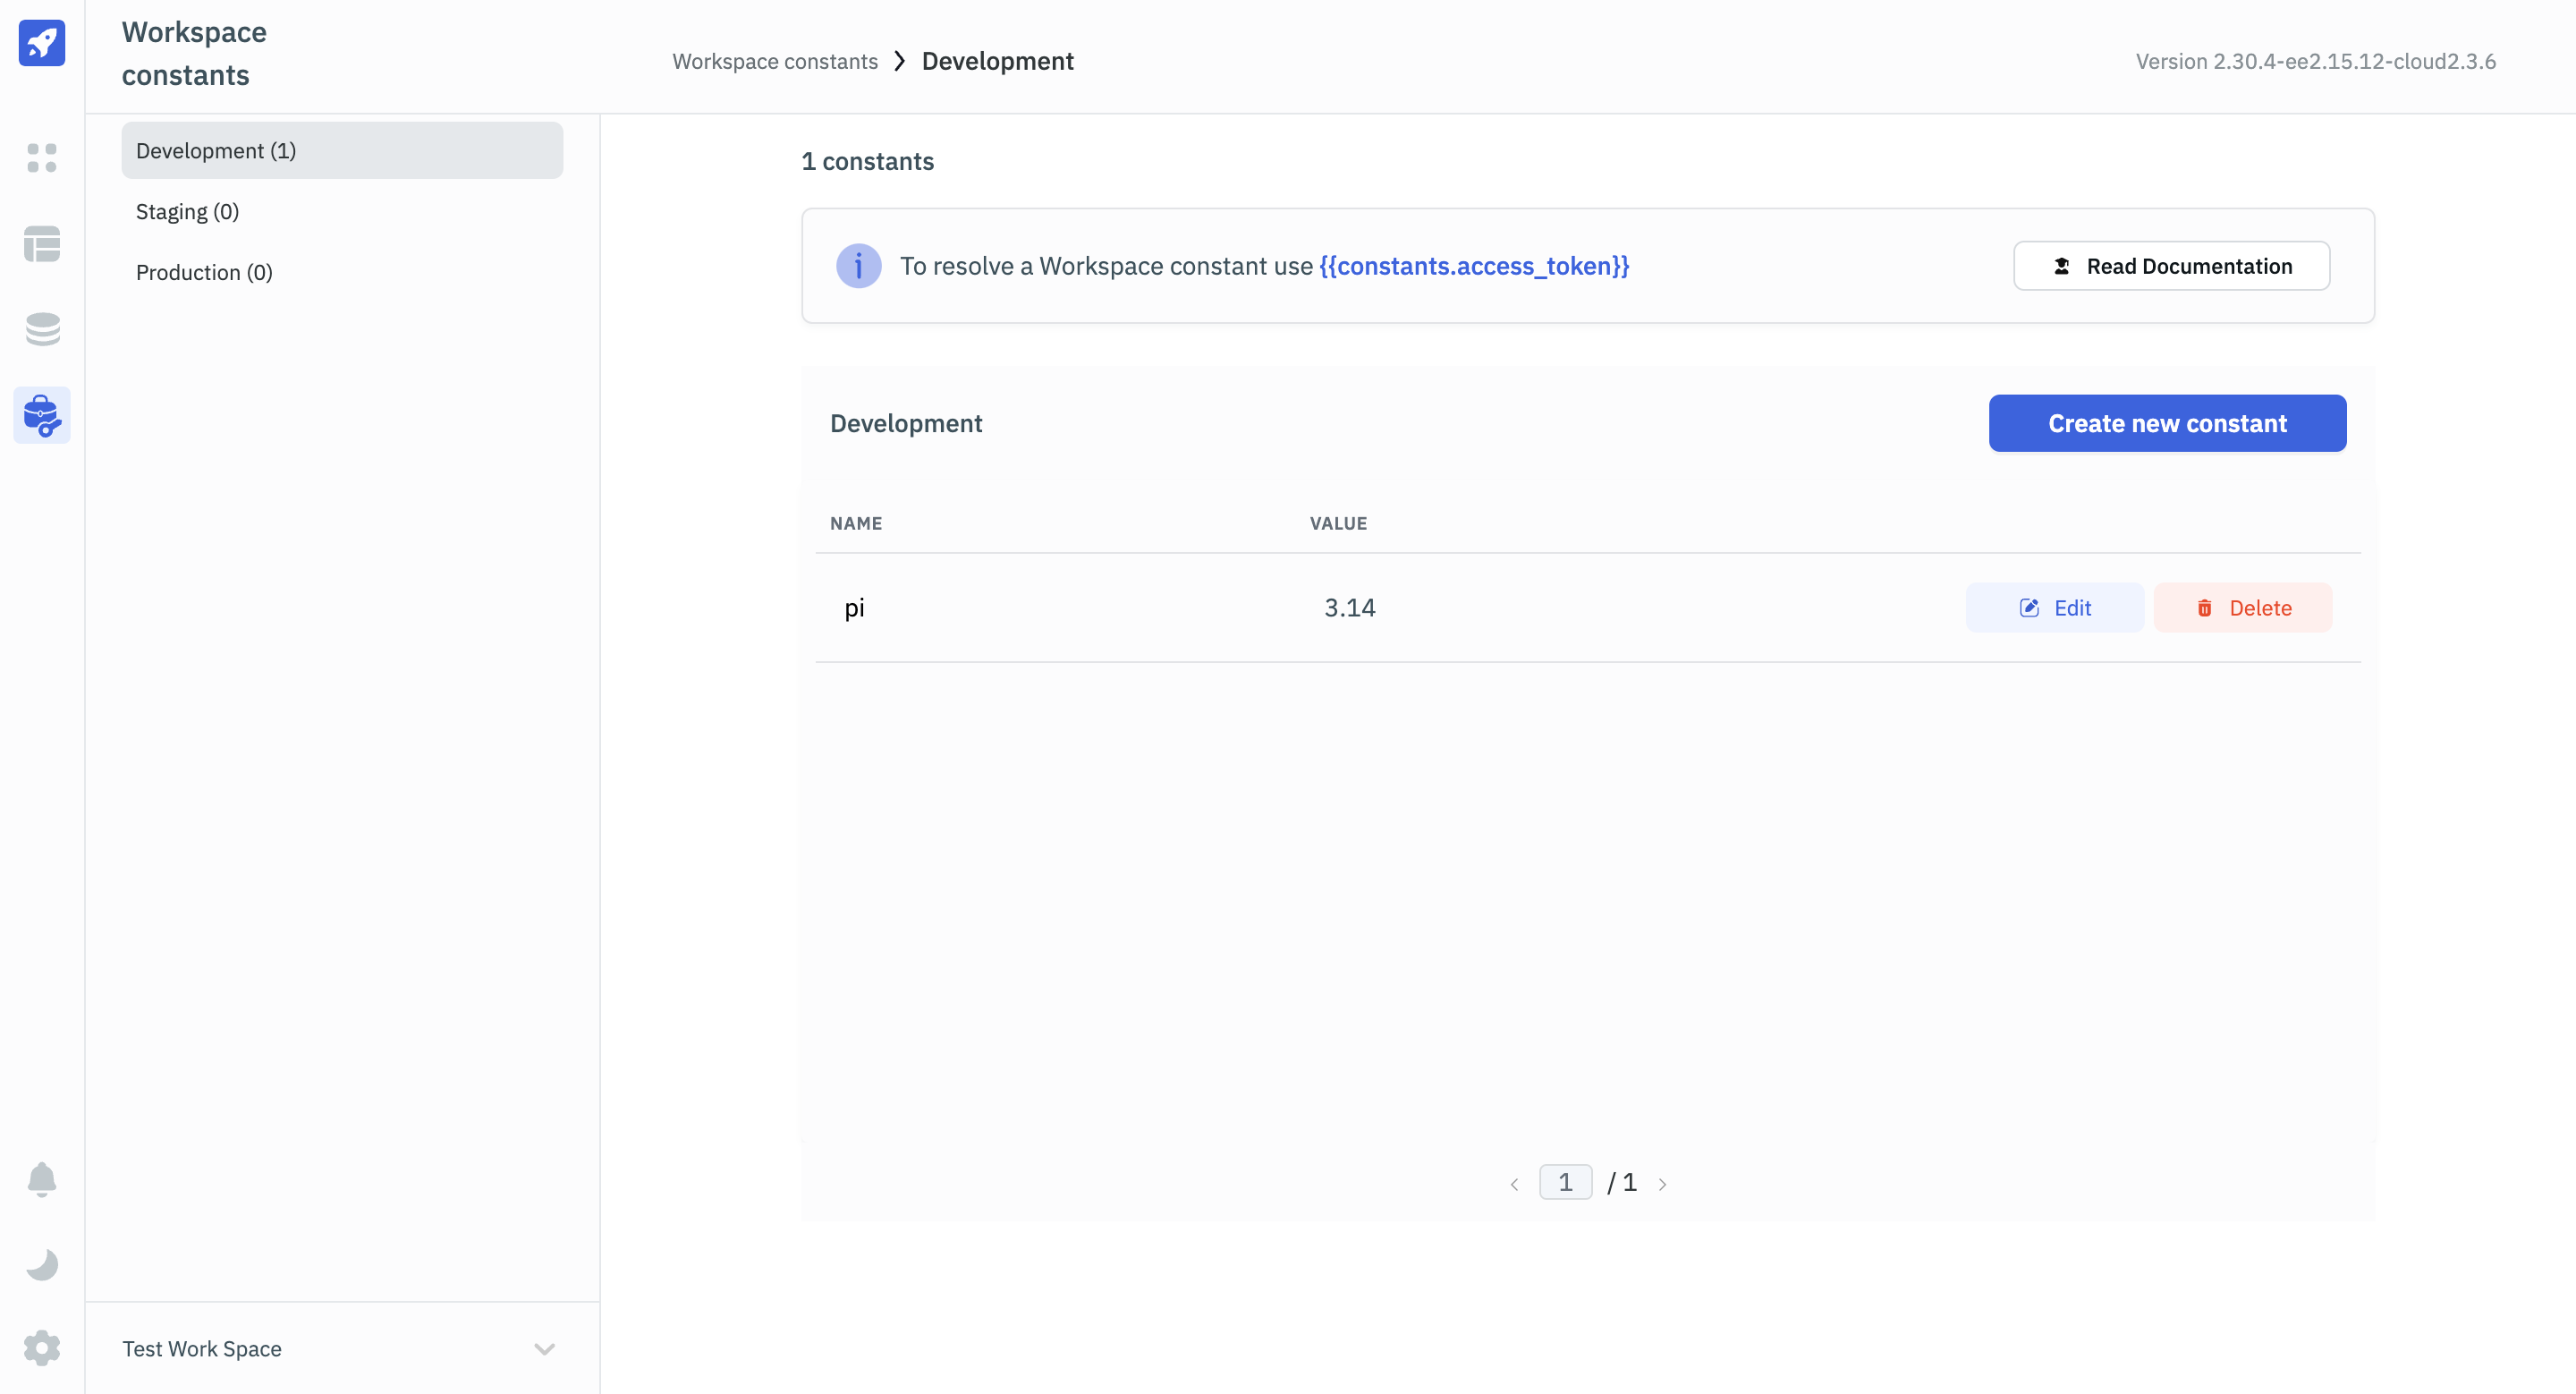 Workspace
constants
Workspace constants
Development
Version 2.30.4-ee2.15.12-cloud2.3.6
Development (1)
Staging (0)
Production (0)
1 constants
To resolve a Workspace constant use {{constants.access_token}}
Read Documentation
Development
Create new constant
NAME VALUE
pi 3.14 Edit Delete
1 / 1
Test Work Space